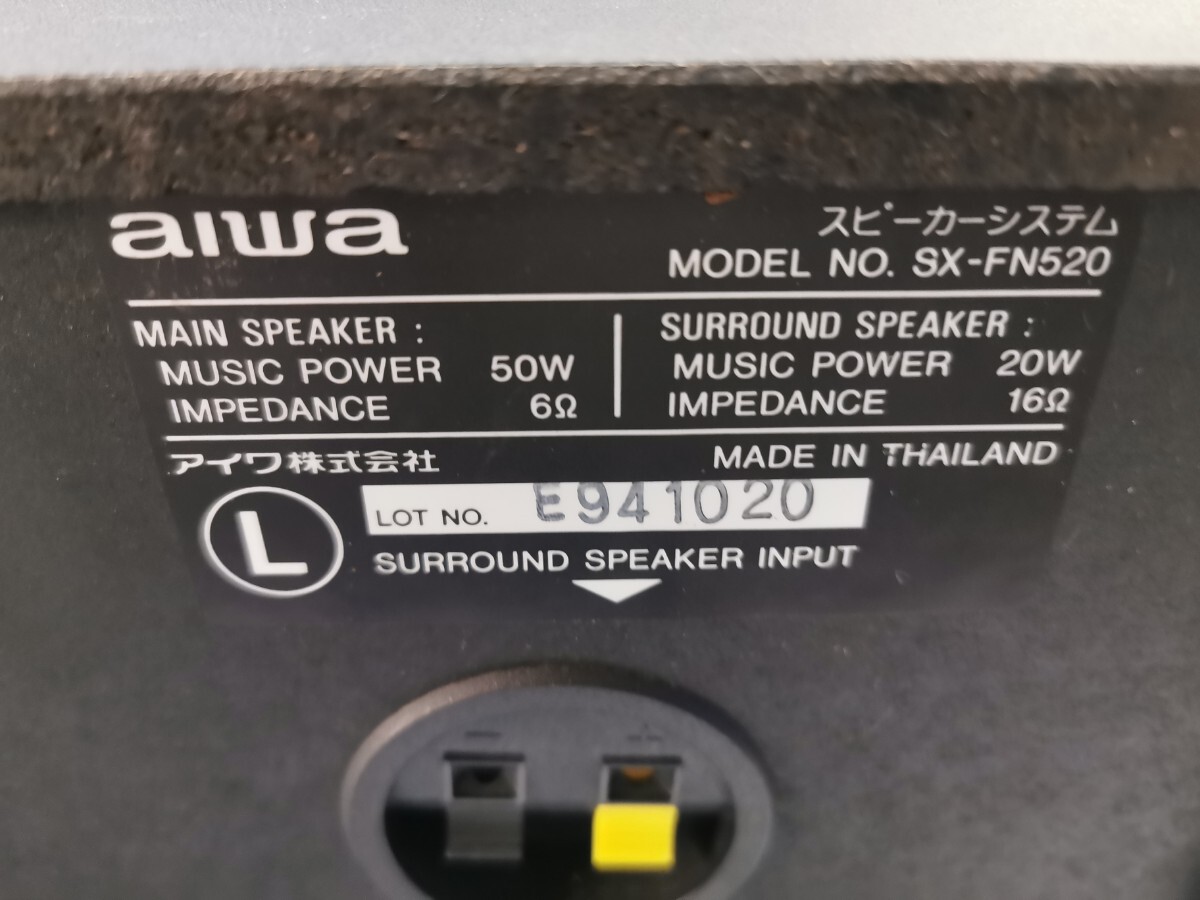 aiwa
スピーカーシステム
MODEL NO. SX-FN520
MAIN SPEAKER :
MUSIC POWER 50W
IMPEDANCE 6Ω
SURROUND SPEAKER :
MUSIC POWER 20W
IMPEDANCE 16Ω
アイワ株式会社
MADE IN THAILAND
L
LOT NO. E941020
SURROUND SPEAKER INPUT